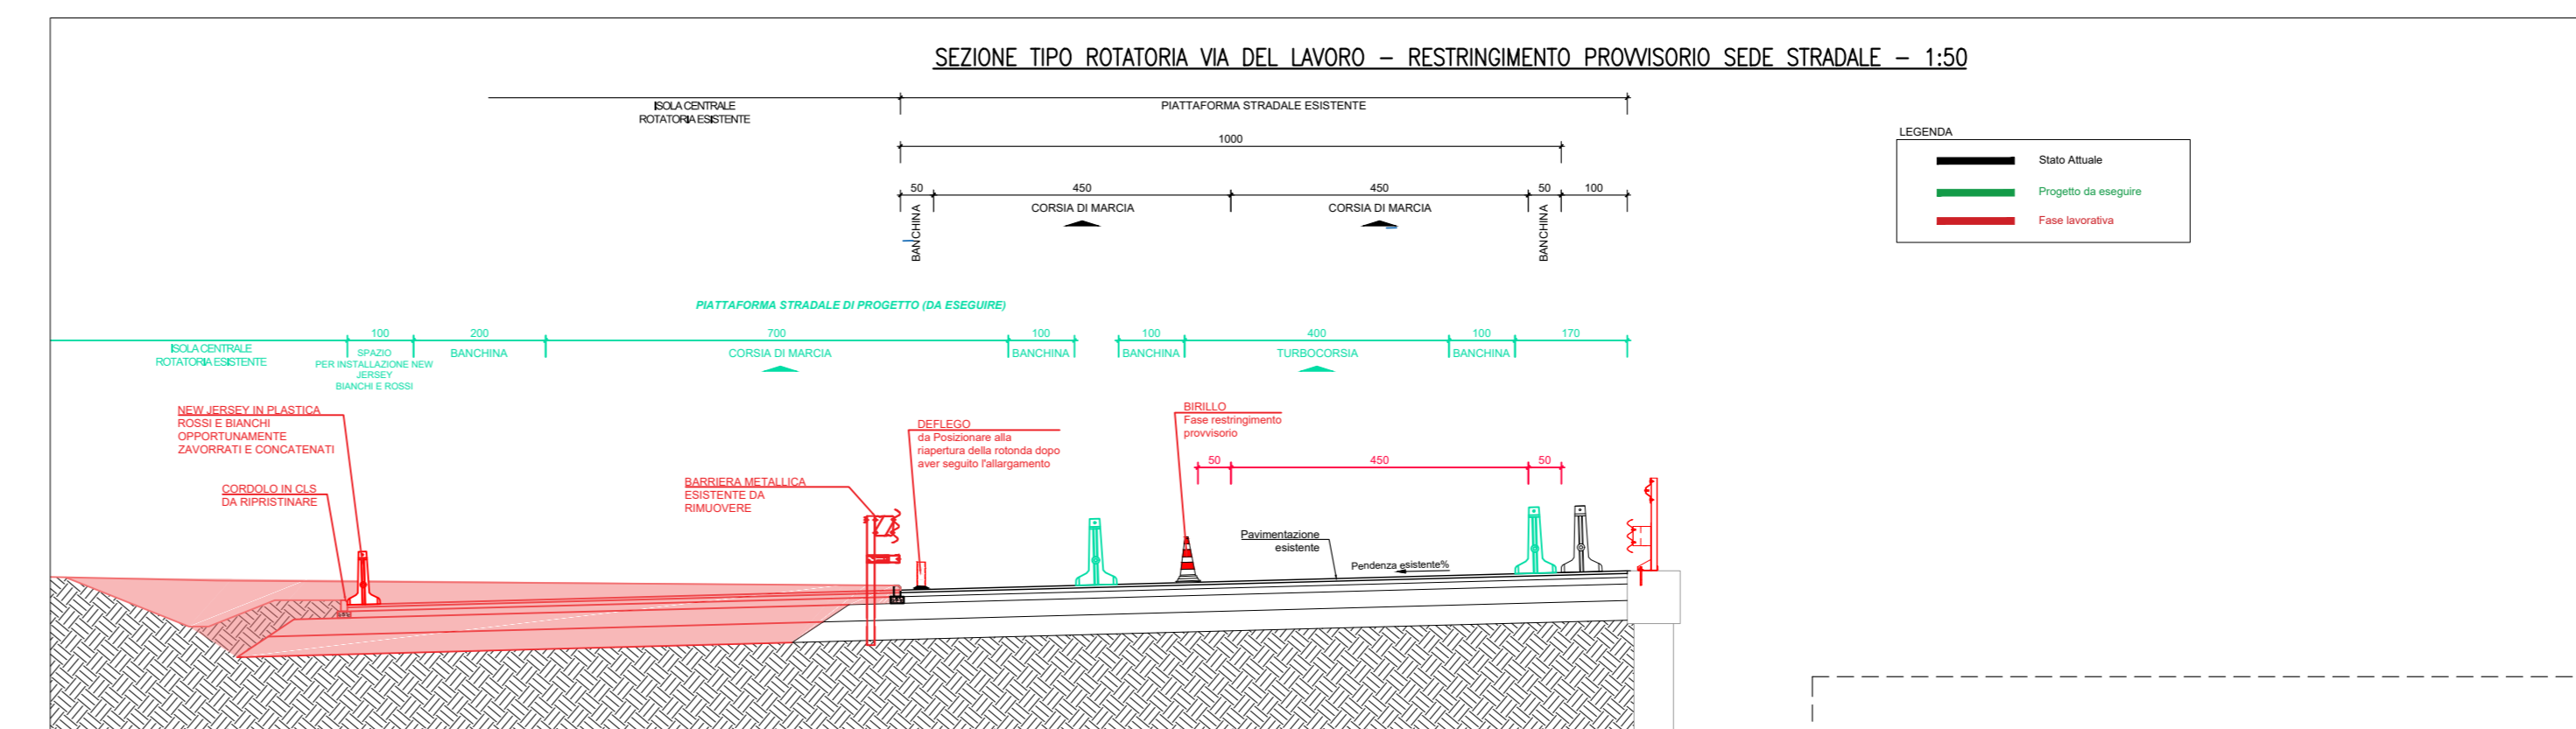 SEZIONE TIPO ROTATORIA VIA DEL LAVORO – RESTRINGIMENTO PROVVISORIO SEDE STRADALE – 1:50
ISOLA CENTRALE
ROTATORIA ESISTENTE
PIATTAFORMA STRADALE ESISTENTE
1000
50 450 450 50 100
BANCHINA
CORSIA DI MARCIA
CORSIA DI MARCIA
BANCHINA
LEGENDA
Stato Attuale
Progetto da eseguire
Fase lavorativa
PIATTAFORMA STRADALE DI PROGETTO (DA ESEGUIRE)
100 200 700 100 100 400 100 170
ISOLA CENTRALE
ROTATORIA ESISTENTE
SPAZIO
PER INSTALLAZIONE NEW
JERSEY
BIANCHI E ROSSI
BANCHINA
CORSIA DI MARCIA
BANCHINA
BANCHINA
TURBOCORSIA
BANCHINA
NEW JERSEY IN PLASTICA
ROSSI E BIANCHI
OPPORTUNAMENTE
ZAVORRATI E CONCATENATI
CORDOLO IN CLS
DA RIPRISTINARE
BARRIERA METALLICA
ESISTENTE DA
RIMUOVERE
DEFLEGO
da Posizionare alla
riapertura della rotonda dopo
aver seguito l'allargamento
BIRILLO
Fase restringimento
provvisorio
50 450 50
Pavimentazione
esistente
Pendenza esistente%